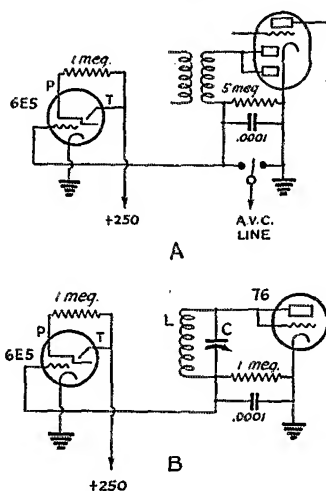 1 meg.
P
T
6E5
+250
.5 meg
.0001
A.V.C.
LINE
A
1 meg.
P
T
6E5
+250
L
C
76
1 meg.
.0001
B